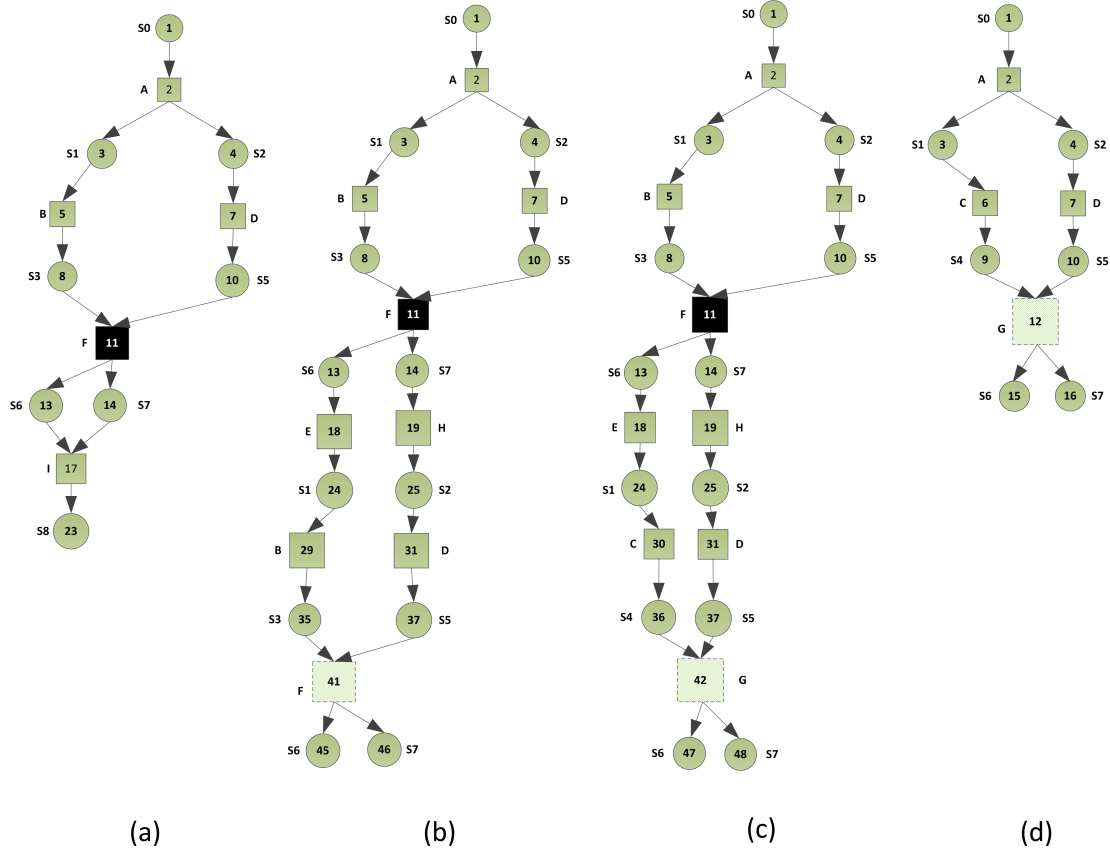 S0 1
A 2
S1 3 4 S2
B 5 7 D
S3 8 10 S5
F 11
S6 13 14 S7
I 17
S8 23
(a)
S0 1
A 2
S1 3 4 S2
B 5 7 D
S3 8 10 S5
F 11
S6 13 14 S7
E 18 19 H
S1 24 25 S2
B 29 31 D
S3 35 37 S5
F 41
S6 45 46 S7
(b)
S0 1
A 2
S1 3 4 S2
B 5 7 D
S3 8 10 S5
F 11
S6 13 14 S7
E 18 19 H
S1 24 25 S2
C 30 31 D
S4 36 37 S5
42 G
S6 47 48 S7
(c)
S0 1
A 2
S1 3 4 S2
C 6 7 D
S4 9 10 S5
G 12
S6 15 16 S7
(d)